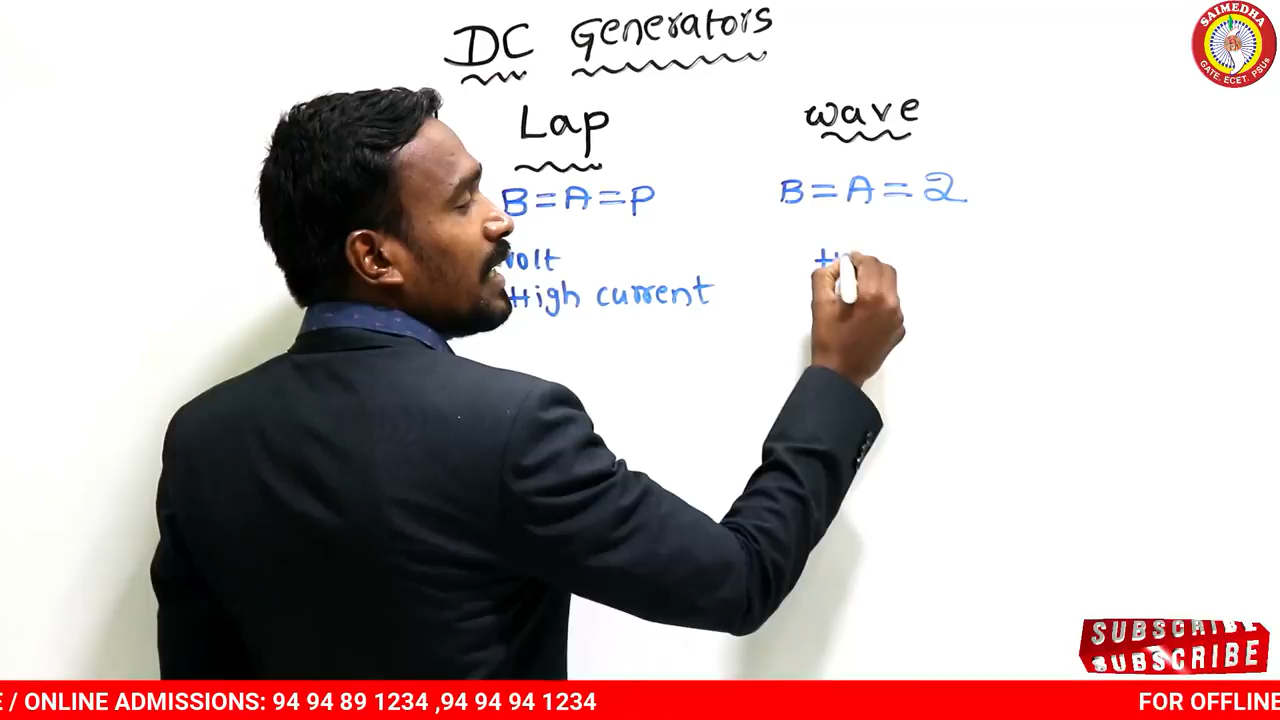 DC Generators
SAIMEDHA
GATE. ECET. PSUs
Lap wave
B=A=P B=A=2
volt
High current
SUBSCRIBE
SUBSCRIBE
E / ONLINE ADMISSIONS: 94 94 89 1234 ,94 94 94 1234 FOR OFFLINE